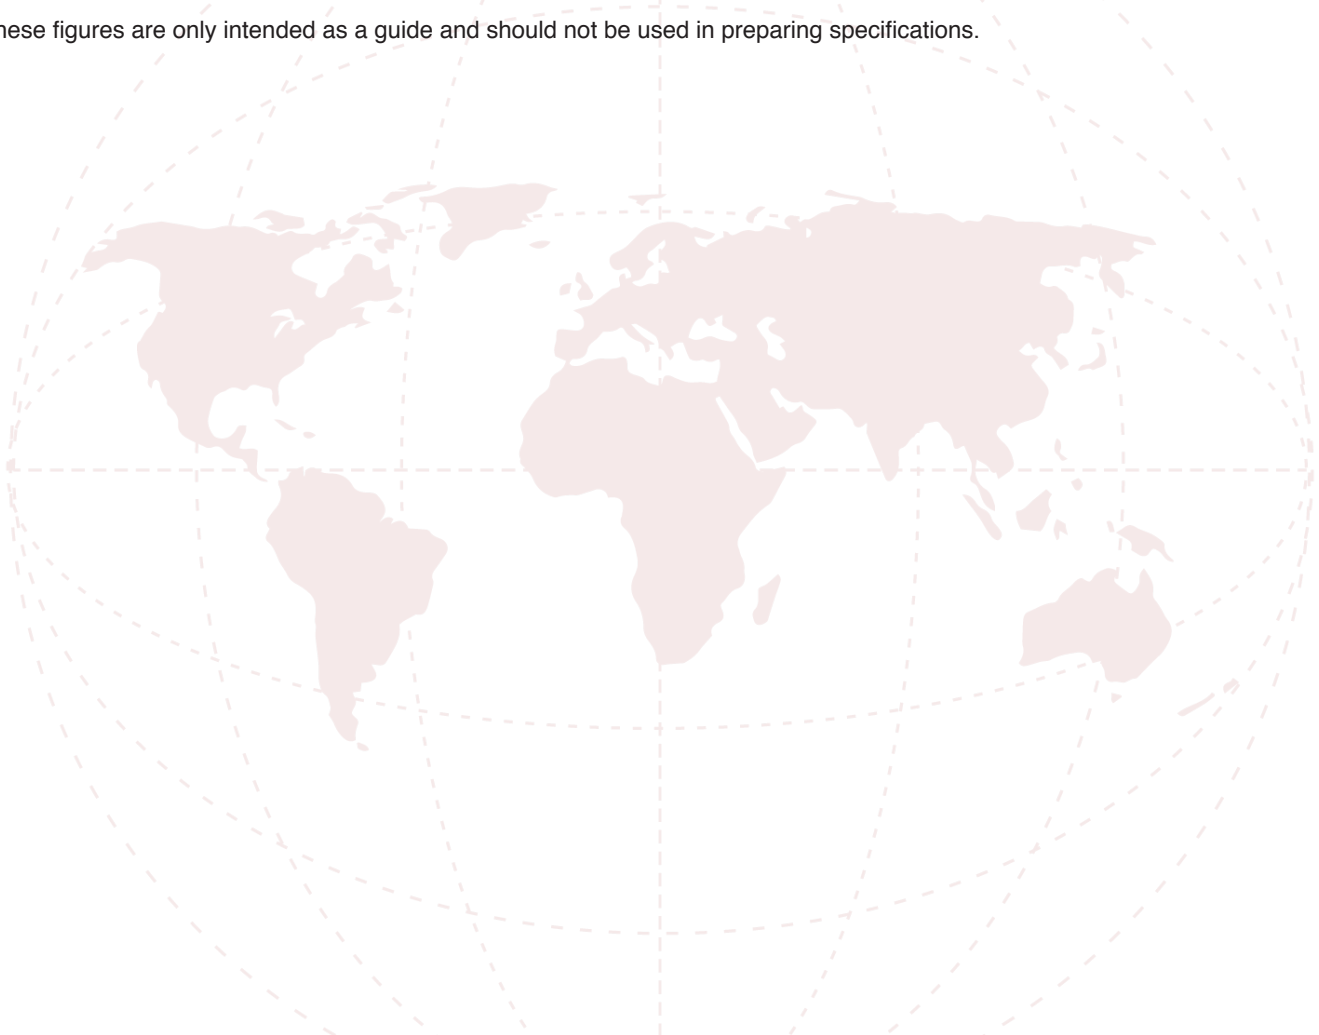 hese figures are only intended as a guide and should not be used in preparing specifications.